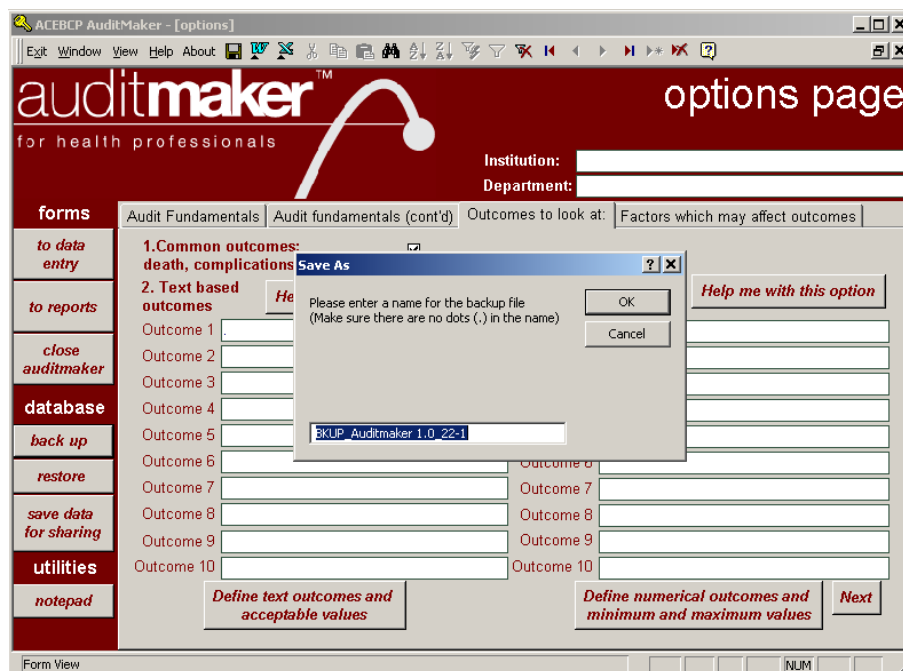 ACEBCP AuditMaker - [options]
Exit Window View Help About
auditmaker™
for health professionals
options page
Institution:
Department:
forms
to data
entry
to reports
close
auditmaker
database
back up
restore
save data
for sharing
utilities
notepad
Audit Fundamentals Audit fundamentals (cont'd) Outcomes to look at: Factors which may affect outcomes
1.Common outcomes:
death, complications
2. Text based
outcomes
He
Help me with this option
Save As
Please enter a name for the backup file
(Make sure there are no dots (.) in the name)
OK
Cancel
BKUP_Auditmaker 1.0_22-1
Outcome 1 .
Outcome 2
Outcome 3
Outcome 4
Outcome 5
Outcome 6
Outcome 7
Outcome 8
Outcome 9
Outcome 10
Outcome 6
Outcome 7
Outcome 8
Outcome 9
Outcome 10
Define text outcomes and
acceptable values
Define numerical outcomes and
minimum and maximum values
Next
Form View
NUM